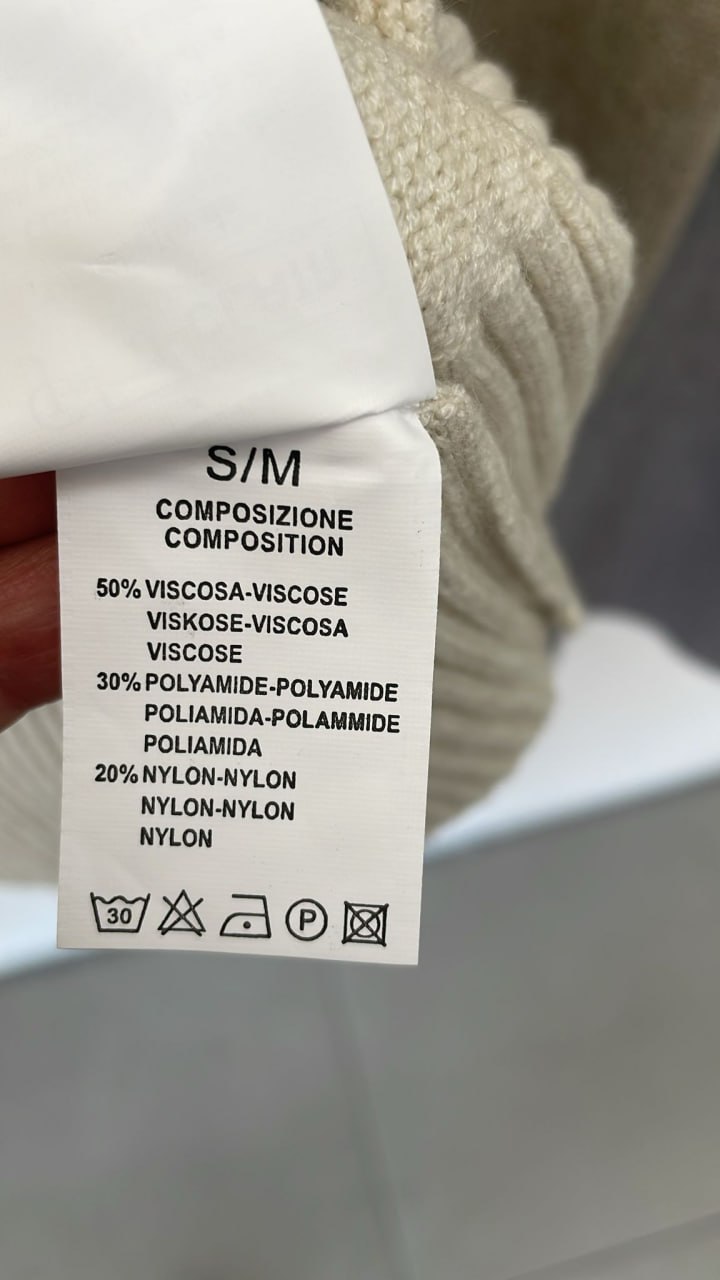 S/M
COMPOSIZIONE
COMPOSITION
50% VISCOSA-VISCOSE
VISKOSE-VISCOSA
VISCOSE
30% POLYAMIDE-POLYAMIDE
POLIAMIDA-POLAMMIDE
POLIAMIDA
20% NYLON-NYLON
NYLON-NYLON
NYLON
30 P